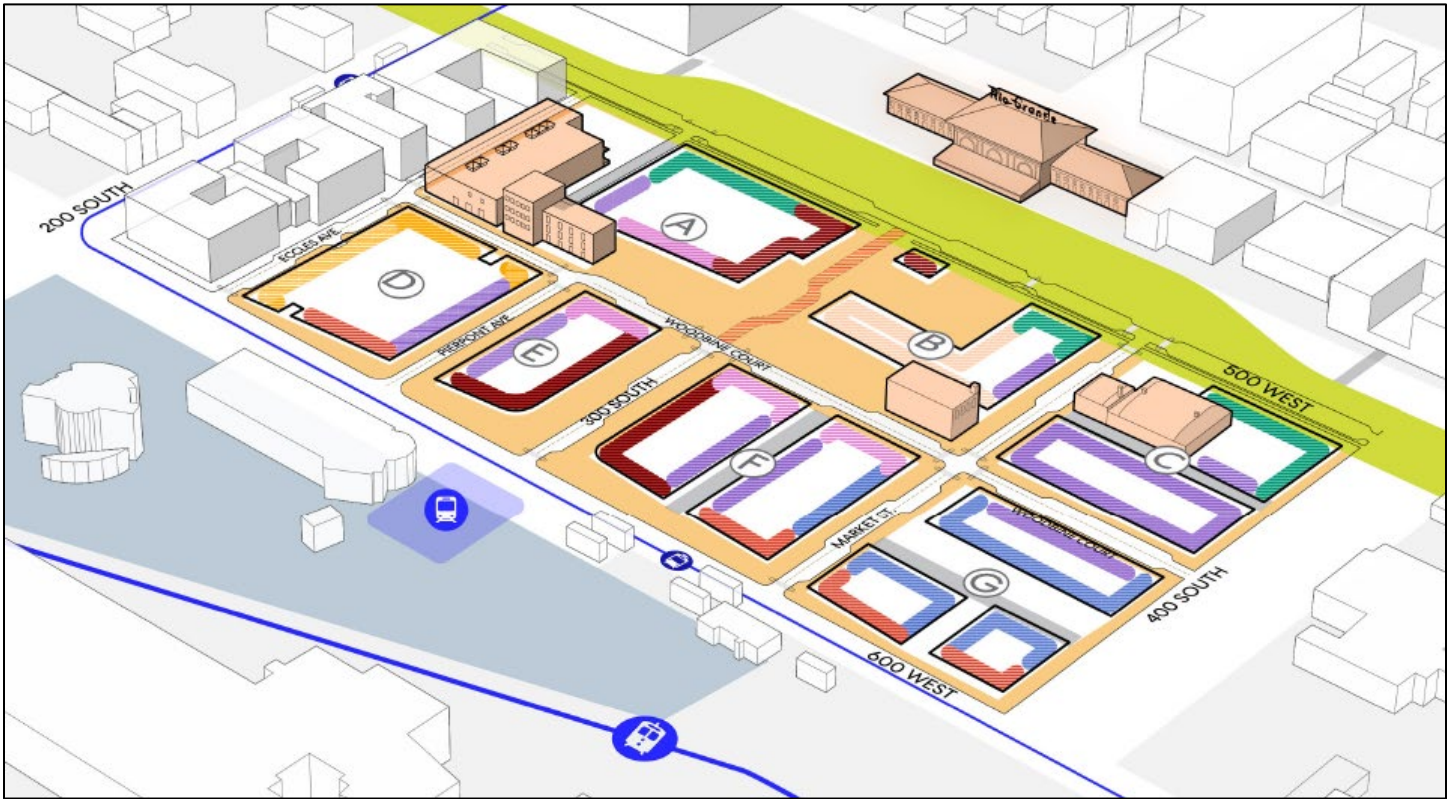 Rio Grande
200 SOUTH
ECCLES AVE
A
D
PIERPONT AVE
E
WOODBINE COURT
B
300 SOUTH
500 WEST
F
C
MARKET CT.
WOODBINE COURT
G
400 SOUTH
600 WEST